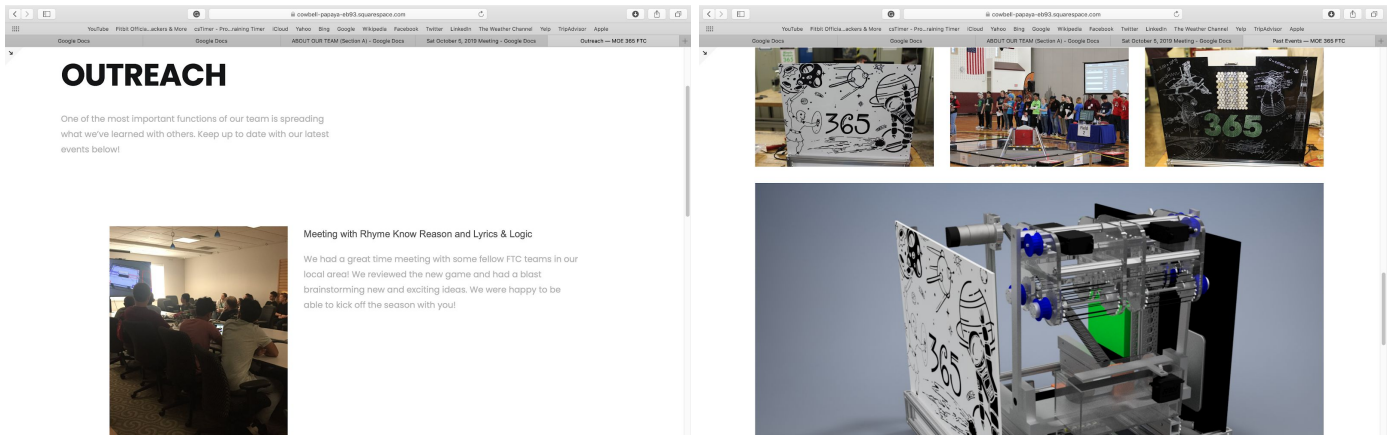 cowbell-papaya-eb93.squarespace.com
YouTube Fitbit Officia...ackers & More csTimer - Pro...raining Timer iCloud Yahoo Bing Google Wikipedia Facebook Twitter LinkedIn The Weather Channel Yelp TripAdvisor Apple
Google Docs Google Docs ABOUT OUR TEAM (Section A) - Google Docs Sat October 5, 2019 Meeting - Google Docs Outreach — MOE 365 FTC
OUTREACH
One of the most important functions of our team is spreading
what we've learned with others. Keep up to date with our latest
events below!
Meeting with Rhyme Know Reason and Lyrics & Logic
We had a great time meeting with some fellow FTC teams in our
local area! We reviewed the new game and had a blast
brainstorming new and exciting ideas. We were happy to be
able to kick off the season with you!
cowbell-papaya-eb93.squarespace.com
YouTube Fitbit Officia...ackers & More csTimer - Pro...raining Timer iCloud Yahoo Bing Google Wikipedia Facebook Twitter LinkedIn The Weather Channel Yelp TripAdvisor Apple
Google Docs Google Docs ABOUT OUR TEAM (Section A) - Google Docs Sat October 5, 2019 Meeting - Google Docs Past Events — MOE 365 FTC
365
365
365